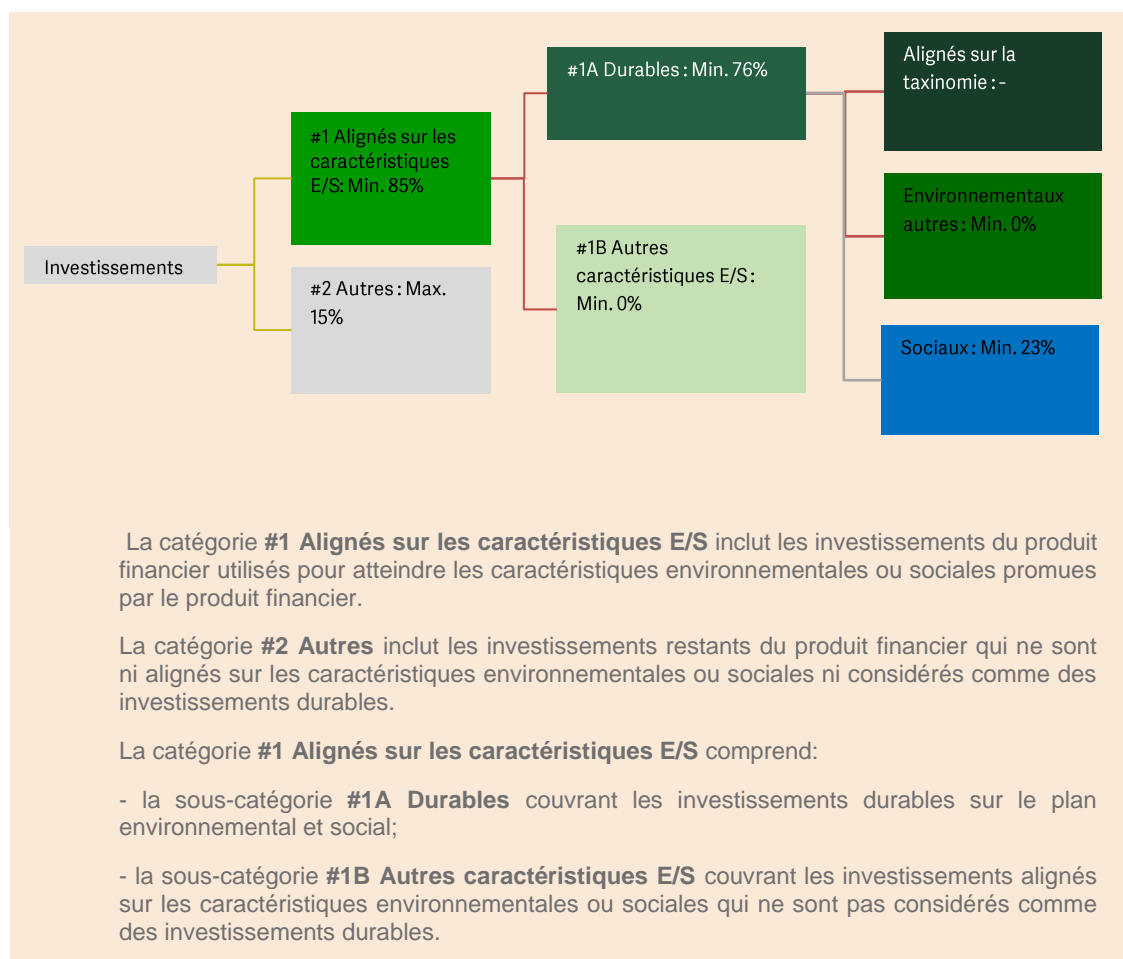 Investissements
#1 Alignés sur les
caractéristiques
E/S: Min. 85%
#2 Autres : Max.
15%
#1A Durables : Min. 76%
#1B Autres
caractéristiques E/S :
Min. 0%
Alignés sur la
taxinomie : -
Environnementaux
autres : Min. 0%
Sociaux : Min. 23%
La catégorie #1 Alignés sur les caractéristiques E/S inclut les investissements du produit
financier utilisés pour atteindre les caractéristiques environnementales ou sociales promues
par le produit financier.
La catégorie #2 Autres inclut les investissements restants du produit financier qui ne sont
ni alignés sur les caractéristiques environnementales ou sociales ni considérés comme des
investissements durables.
La catégorie #1 Alignés sur les caractéristiques E/S comprend:
- la sous-catégorie #1A Durables couvrant les investissements durables sur le plan
environnemental et social;
- la sous-catégorie #1B Autres caractéristiques E/S couvrant les investissements alignés
sur les caractéristiques environnementales ou sociales qui ne sont pas considérés comme
des investissements durables.